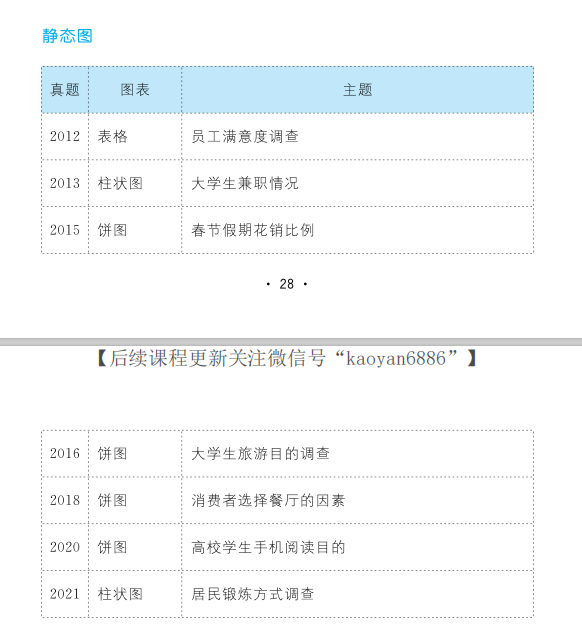 静态图
真题 图表 主题
2012 表格 员工满意度调查
2013 柱状图 大学生兼职情况
2015 饼图 春节假期花销比例
· 28 ·
【后续课程更新关注微信号“kaoyan6886”】
2016 饼图 大学生旅游目的调查
2018 饼图 消费者选择餐厅的因素
2020 饼图 高校学生手机阅读目的
2021 柱状图 居民锻炼方式调查